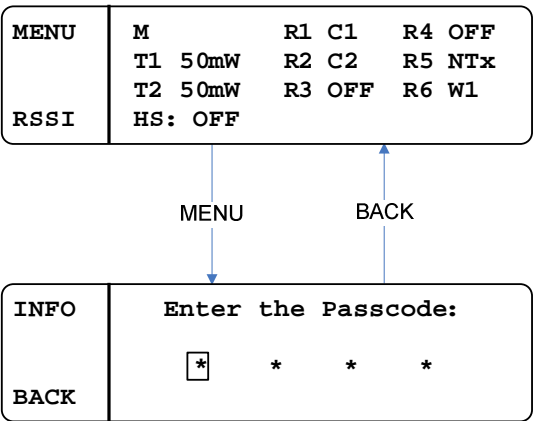 MENU M R1 C1 R4 OFF
T1 50mW R2 C2 R5 NTx
T2 50mW R3 OFF R6 W1
RSSI HS: OFF
MENU BACK
INFO Enter the Passcode:
* * * *
BACK